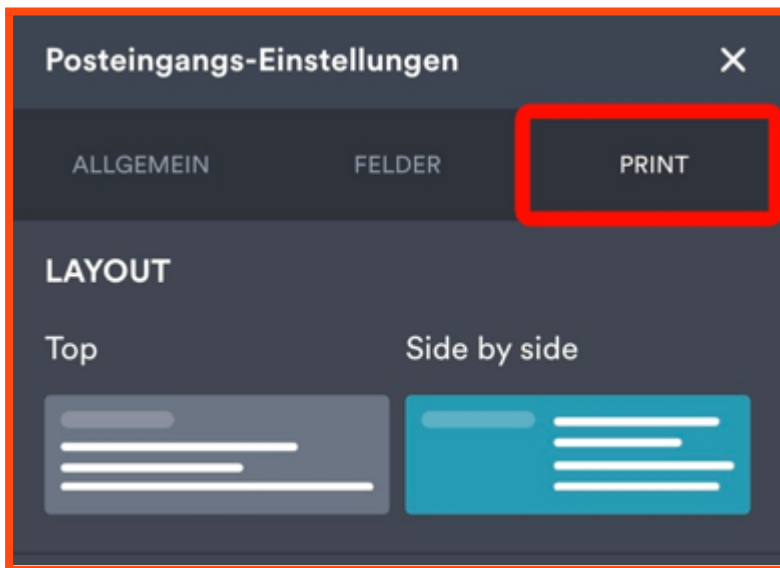 Posteingangs-Einstellungen
ALLGEMEIN FELDER PRINT
LAYOUT
Top Side by side